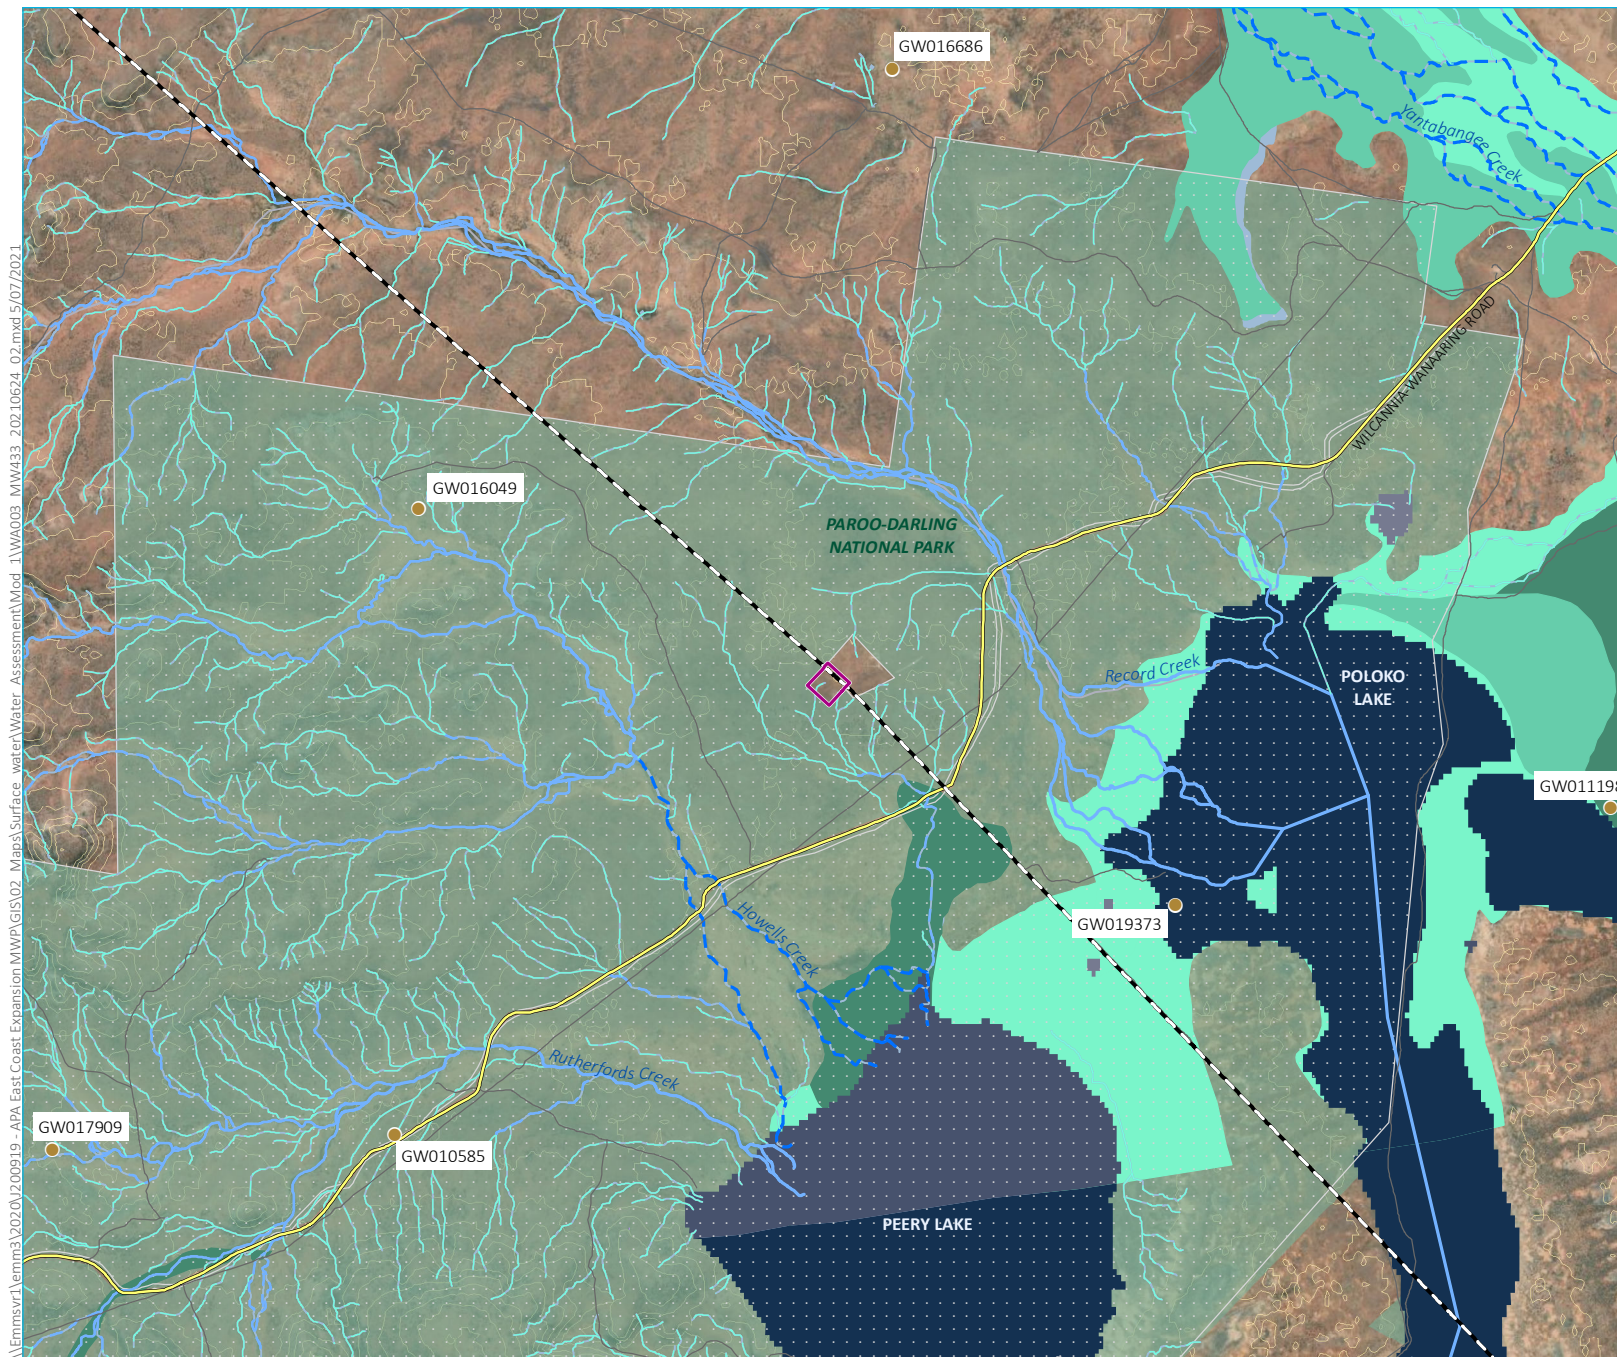 GW016686
Yantabangee Creek
WILCANNIA-WANAARING ROAD
GW016049
PAROO-DARLING
NATIONAL PARK
Record Creek
POLOKO
LAKE
GW011198
GW019373
Howells Creek
Rutherfords Creek
GW017909
GW010585
PEERY LAKE
\\Emmsvr1\emm3\2020\J200919 - APA East Coast Expansion MWP\GIS\02_Maps\Surface_water\Water_Assessment\Mod_1\WA003_MW433_20210624_02.mxd 5/07/2021